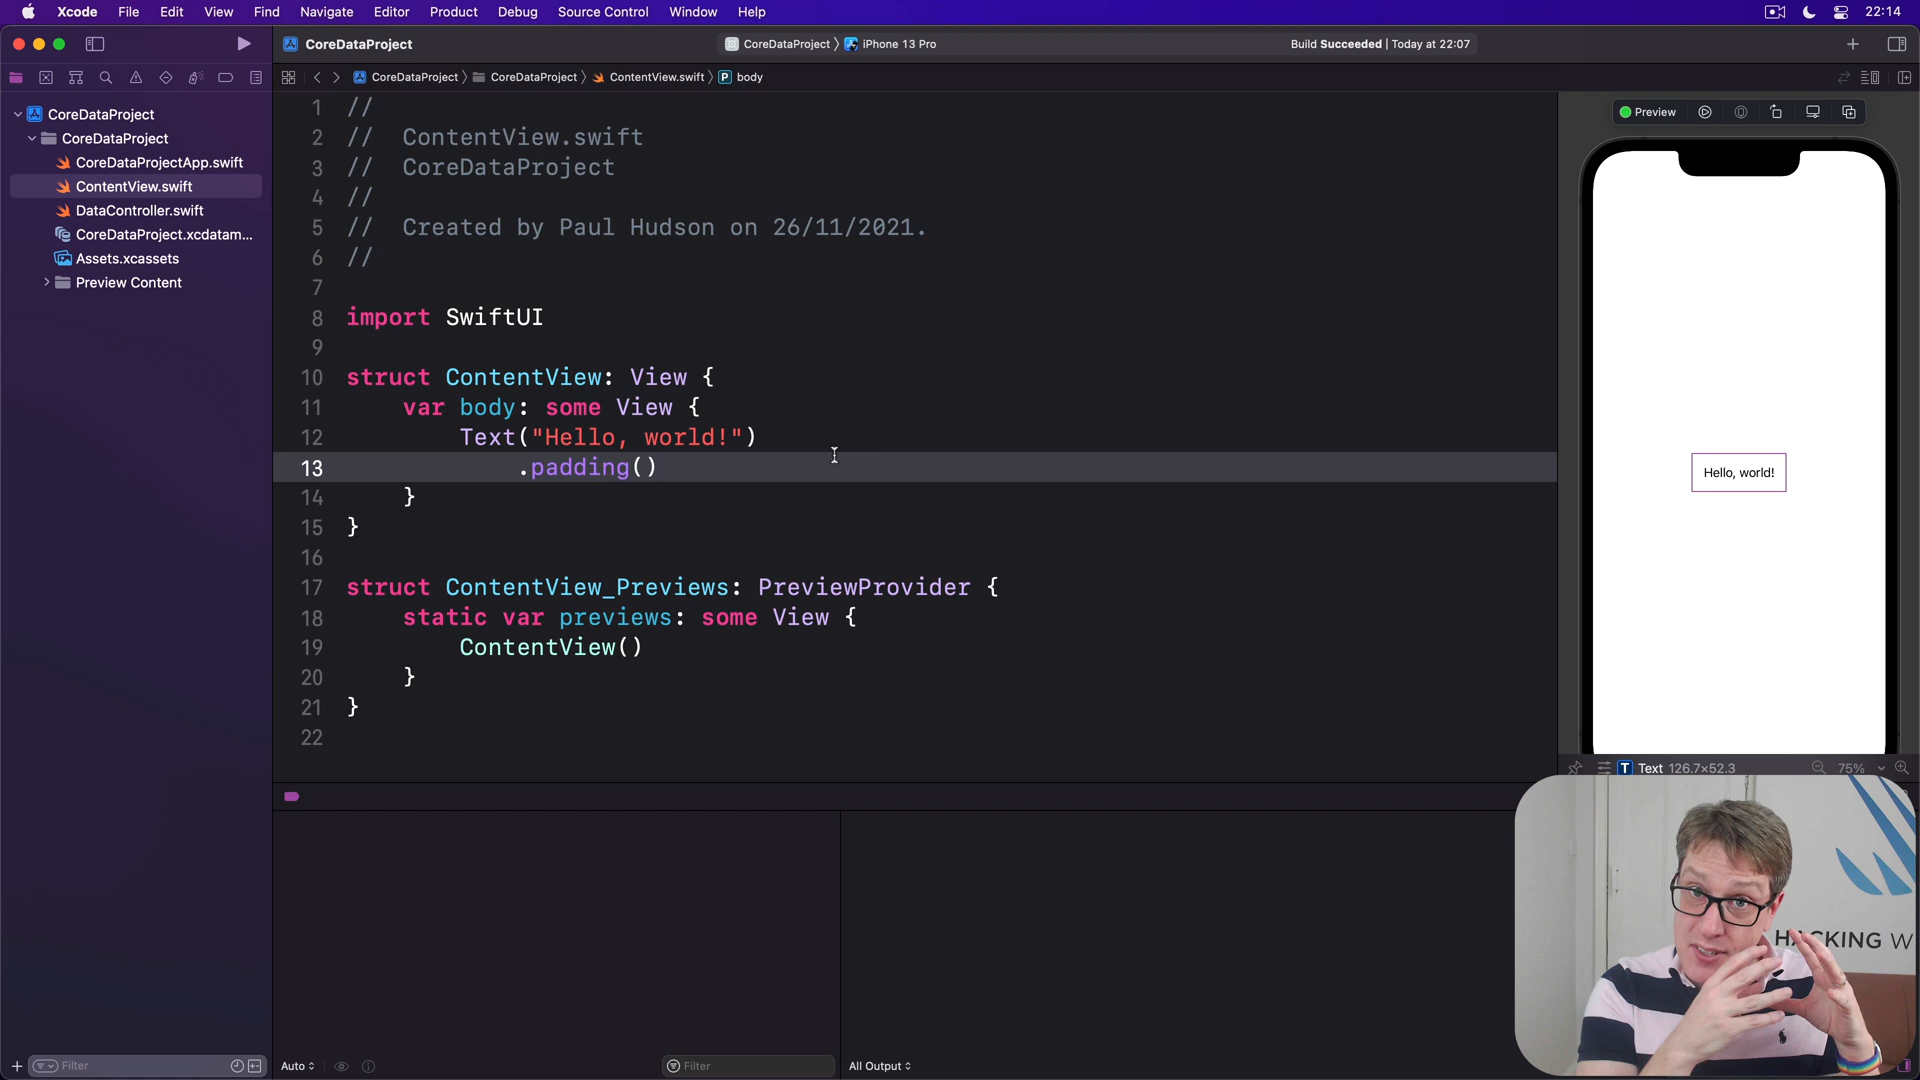 Xcode File Edit View Find Navigate Editor Product Debug Source Control Window Help 22:14
CoreDataProject CoreDataProject iPhone 13 Pro Build Succeeded | Today at 22:07
CoreDataProject CoreDataProject ContentView.swift P body
CoreDataProject
CoreDataProject
CoreDataProjectApp.swift
ContentView.swift
DataController.swift
CoreDataProject.xcdatam...
Assets.xcassets
Preview Content
1 //
2 // ContentView.swift
3 // CoreDataProject
4 //
5 // Created by Paul Hudson on 26/11/2021.
6 //
7
8 import SwiftUI
9
10 struct ContentView: View {
11 var body: some View {
12 Text("Hello, world!")
13 .padding()
14 }
15 }
16
17 struct ContentView_Previews: PreviewProvider {
18 static var previews: some View {
19 ContentView()
20 }
21 }
22
Preview
Hello, world!
T Text 126.7×52.3 75%
HACKING W
Filter
Auto
Filter
All Output